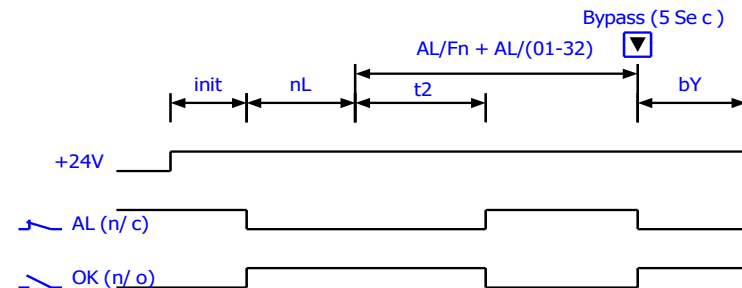 Bypass (5 Se c )
AL/Fn + AL/(01-32)
init
nL
t2
bY
+24V
AL (n/ c)
OK (n/ o)